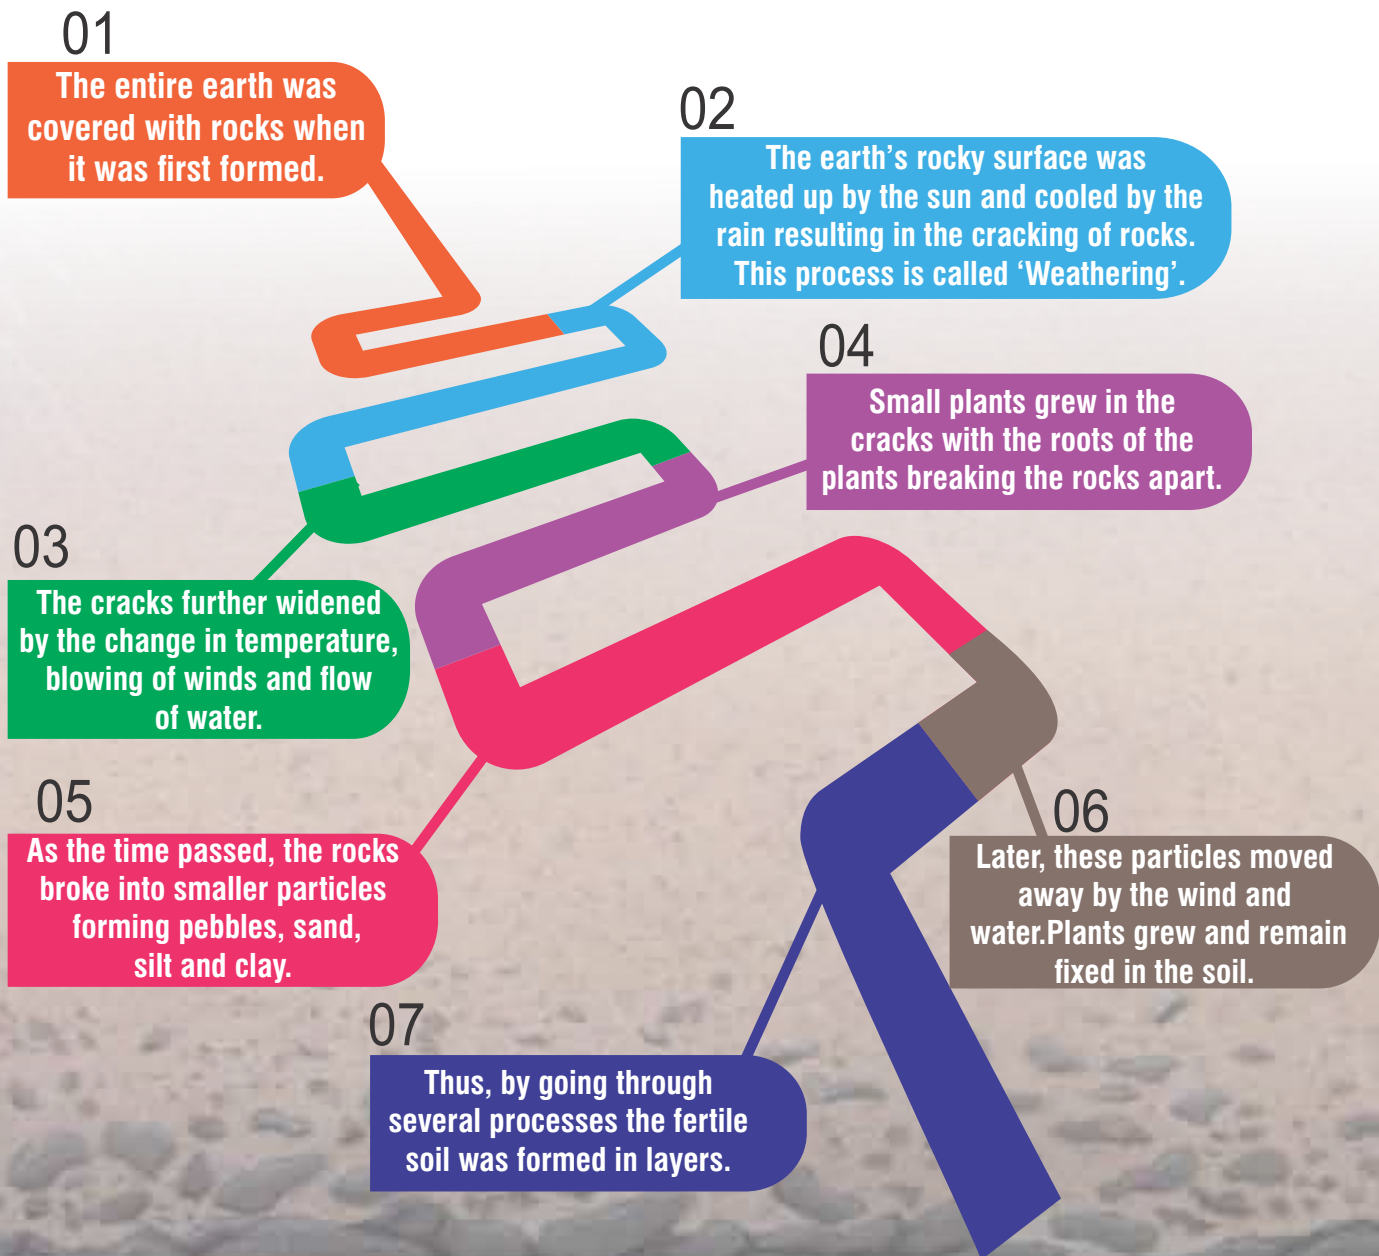 01
The entire earth was
covered with rocks when
it was first formed.
02
The earth's rocky surface was
heated up by the sun and cooled by the
rain resulting in the cracking of rocks.
This process is called ‘Weathering’.
03
The cracks further widened
by the change in temperature,
blowing of winds and flow
of water.
04
Small plants grew in the
cracks with the roots of the
plants breaking the rocks apart.
05
As the time passed, the rocks
broke into smaller particles
forming pebbles, sand,
silt and clay.
06
Later, these particles moved
away by the wind and
water.Plants grew and remain
fixed in the soil.
07
Thus, by going through
several processes the fertile
soil was formed in layers.